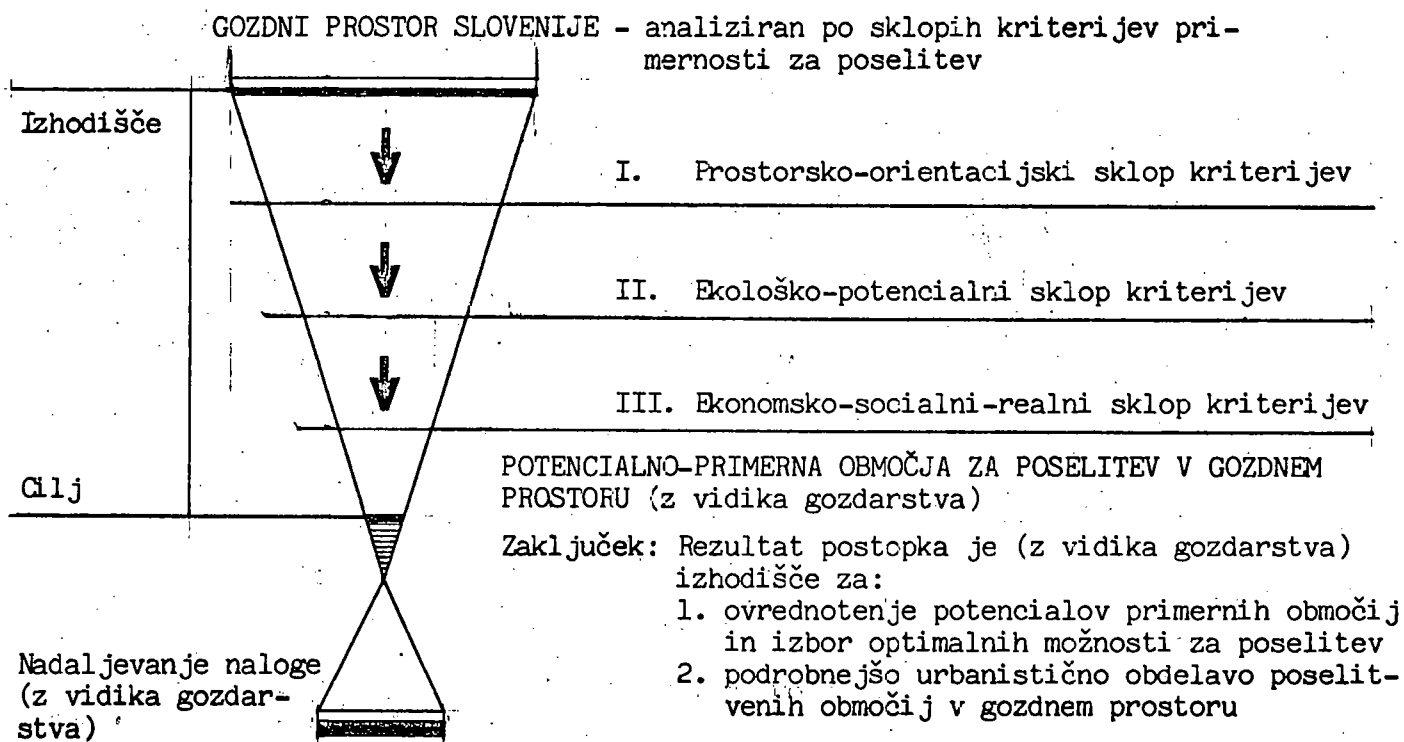 GOZDNI PROSTOR SLOVENIJE - analiziran po sklopih kriterijev pri-
mernosti za poselitev
Izhodišče
I. Prostorsko-orientacijski sklop kriterijev
II. Ekološko-potencialni sklop kriterijev
III. Ekonomsko-socialni-realni sklop kriterijev
Cilj
POTENCIALNO-PRIMERNA OBMOČJA ZA POSELITEV V GOZDNEM
PROSTORU (z vidika gozdarstva)
Zaključek: Rezultat postopka je (z vidika gozdarstva)
izhodišče za:
1. ovrednotenje potencialov primernih območij
in izbor optimalnih možnosti za poselitev
2. podrobnejšo urbanistično obdelavo poselit-
venih območij v gozdnem prostoru
Nadaljevanje naloge
(z vidika gozdar-
stva)